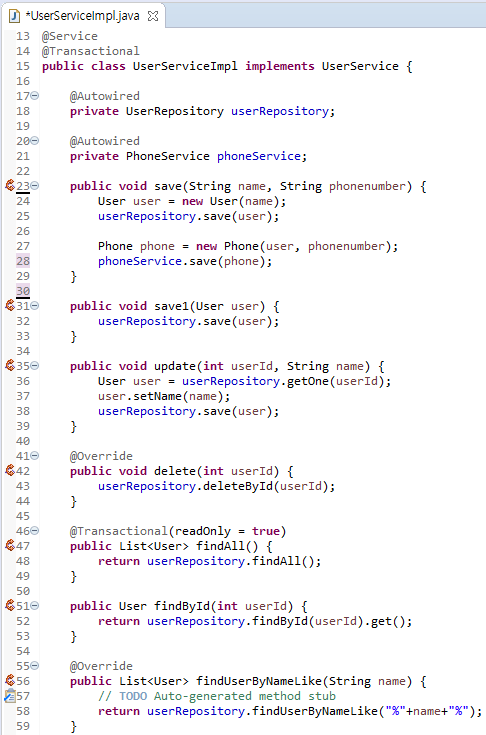 *UserServiceImpl.java
13 @Service
14 @Transactional
15 public class UserServiceImpl implements UserService {
16
17 @Autowired
18 private UserRepository userRepository;
19
20 @Autowired
21 private PhoneService phoneService;
22
23 public void save(String name, String phonenumber) {
24 User user = new User(name);
25 userRepository.save(user);
26
27 Phone phone = new Phone(user, phonenumber);
28 phoneService.save(phone);
29 }
30
31 public void save1(User user) {
32 userRepository.save(user);
33 }
34
35 public void update(int userId, String name) {
36 User user = userRepository.getOne(userId);
37 user.setName(name);
38 userRepository.save(user);
39 }
40
41 @Override
42 public void delete(int userId) {
43 userRepository.deleteById(userId);
44 }
45
46 @Transactional(readOnly = true)
47 public List<User> findAll() {
48 return userRepository.findAll();
49 }
50
51 public User findById(int userId) {
52 return userRepository.findById(userId).get();
53 }
54
55 @Override
56 public List<User> findUserByNameLike(String name) {
57 // TODO Auto-generated method stub
58 return userRepository.findUserByNameLike("%"+name+"%");
59 }